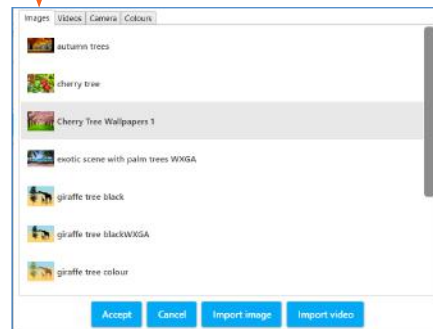 Images Videos Camera Colours
autumn trees
cherry tree
Cherry Tree Wallpapers 1
exotic scene with palm trees WXGA
giraffe tree black
giraffe tree blackWXGA
giraffe tree colour
Accept Cancel Import image Import video